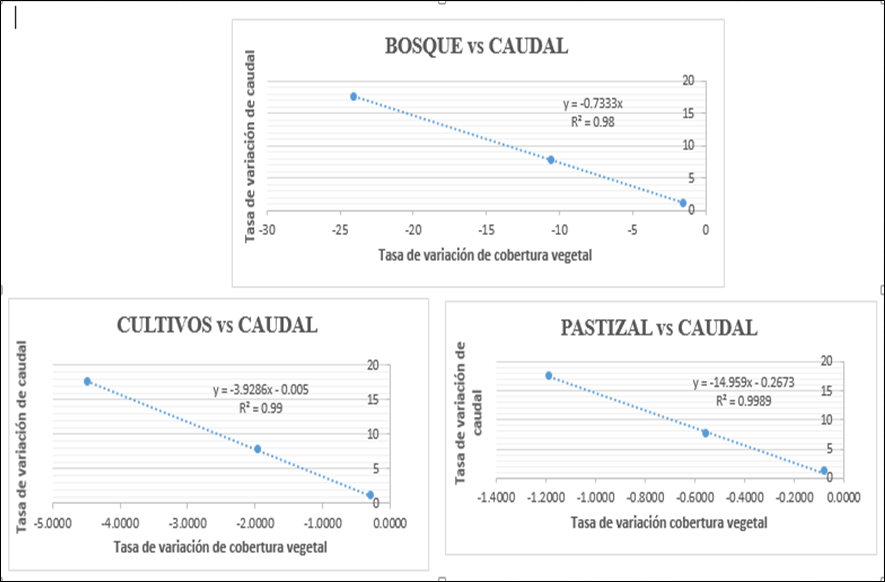 BOSQUE vs CAUDAL
Tasa de variación de caudal
20
15
10
5
0
y = -0.7333x
R² = 0.98
-30 -25 -20 -15 -10 -5 0
Tasa de variación de cobertura vegetal
CULTIVOS vs CAUDAL
Tasa de variación de caudal
20
15
10
5
0
y = -3.9286x - 0.005
R² = 0.99
-5.0000 -4.0000 -3.0000 -2.0000 -1.0000 0.0000
Tasa de variación de cobertura vegetal
PASTIZAL vs CAUDAL
Tasa de variación de
caudal
20
15
10
5
0
y = -14.959x - 0.2673
R² = 0.9989
-1.4000 -1.2000 -1.0000 -0.8000 -0.6000 -0.4000 -0.2000 0.0000
Tasa de variación cobertura vegetal